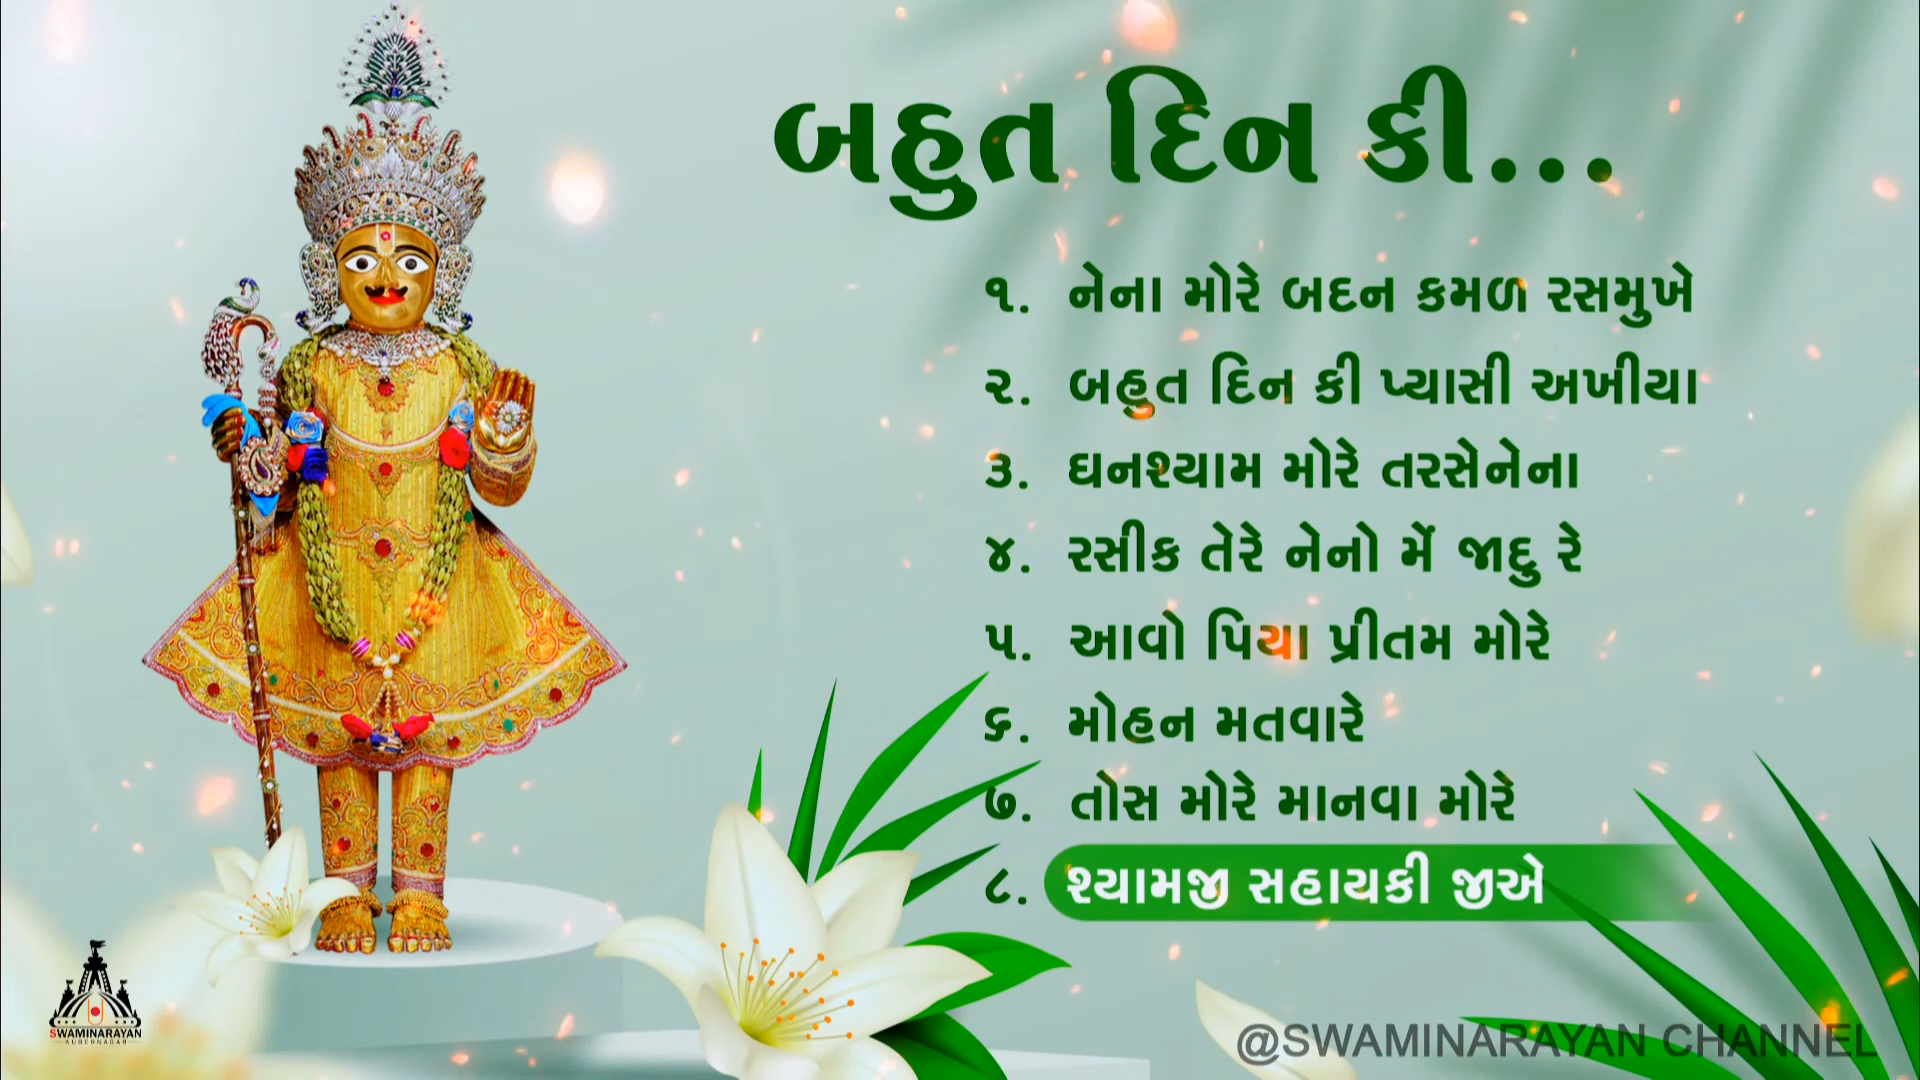 બહુત દિન કી...
૧. નેના મોરે બદન કમળ રસમુખે
૨. બહુત દિન કી પ્યાસી અખીયા
૩. ઘનશ્યામ મોરે તરસેનેના
૪. રસીક તેરે નેનો મેં જાદુ રે
૫. આવો પિયા પ્રીતમ મોરે
૬. મોહન મતવારે
૭. તોસ મોરે માનવા મોરે
૮. શ્યામજી સહાયકી જીએ
SWAMINARAYAN
KUBERNAGAR
@SWAMINARAYAN CHANNEL